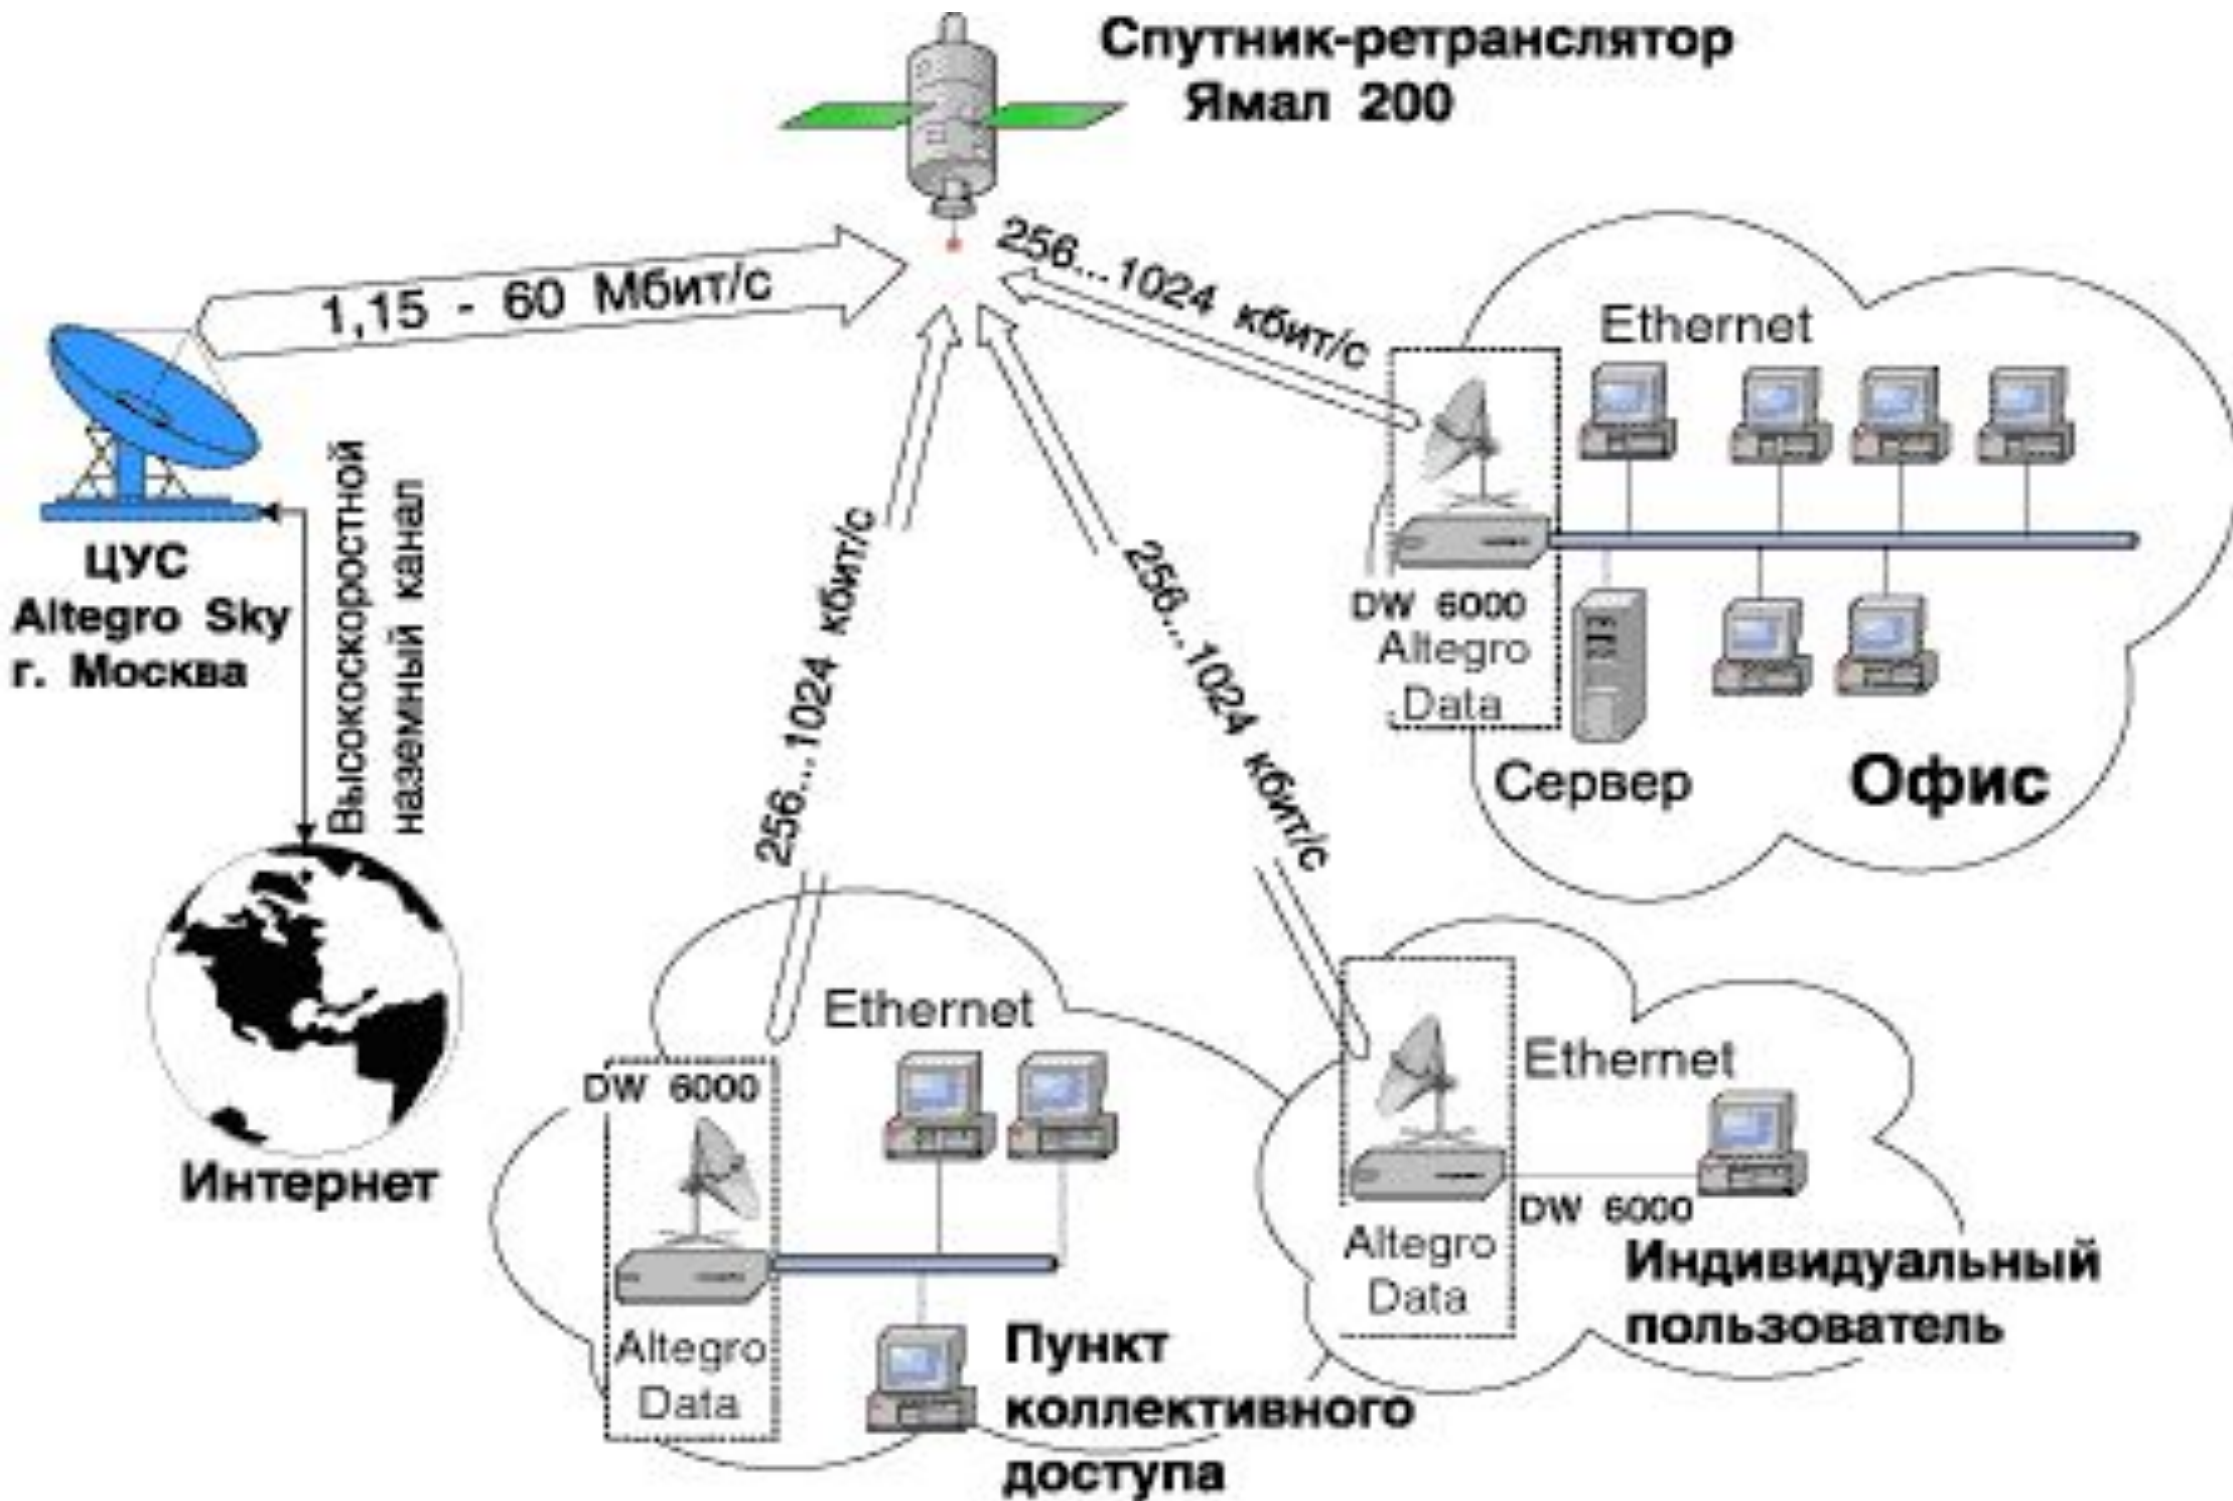 Спутник-ретранслятор
Ямал 200
1,15 - 60 Мбит/с
256...1024 кбит/с
Ethernet
DW 6000
Altegro
Data
Сервер
Офис
ЦУС
Altegro Sky
г. Москва
Высокоскоростной
наземный канал
Интернет
256...1024 кбит/с
256...1024 кбит/с
Ethernet
DW 6000
Altegro
Data
Пункт
коллективного
доступа
Ethernet
DW 6000
Altegro
Data
Индивидуальный
пользователь